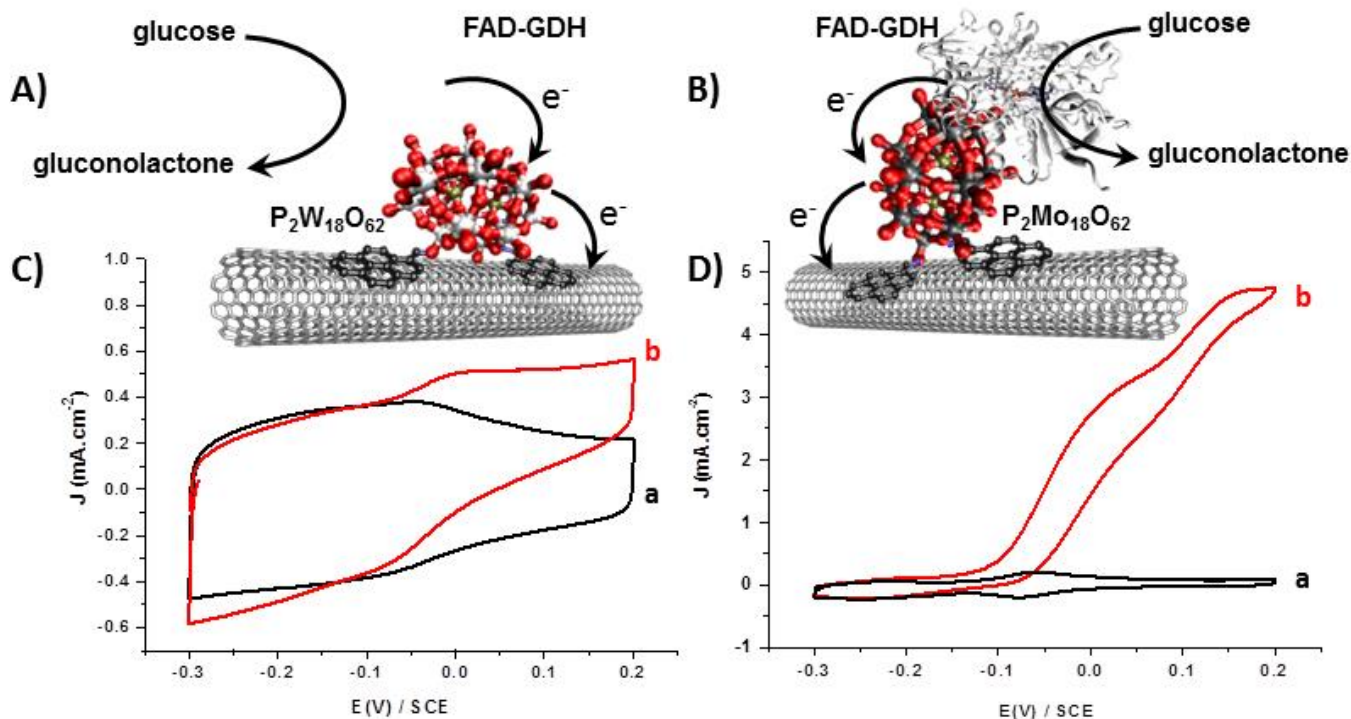 glucose
FAD-GDH
A)
e-
gluconolactone
P2W18O62
e-
FAD-GDH
glucose
B)
e-
gluconolactone
e-
P2Mo18O62
C)
1.0
0.8
0.6
0.4
0.2
0.0
-0.2
-0.4
-0.6
J (mA.cm-2)
b
a
-0.3
-0.2
-0.1
0.0
0.1
0.2
E(V) / SCE
D)
5
4
3
2
1
0
-1
J (mA.cm-2)
b
a
-0.3
-0.2
-0.1
0.0
0.1
0.2
E(V) / SCE